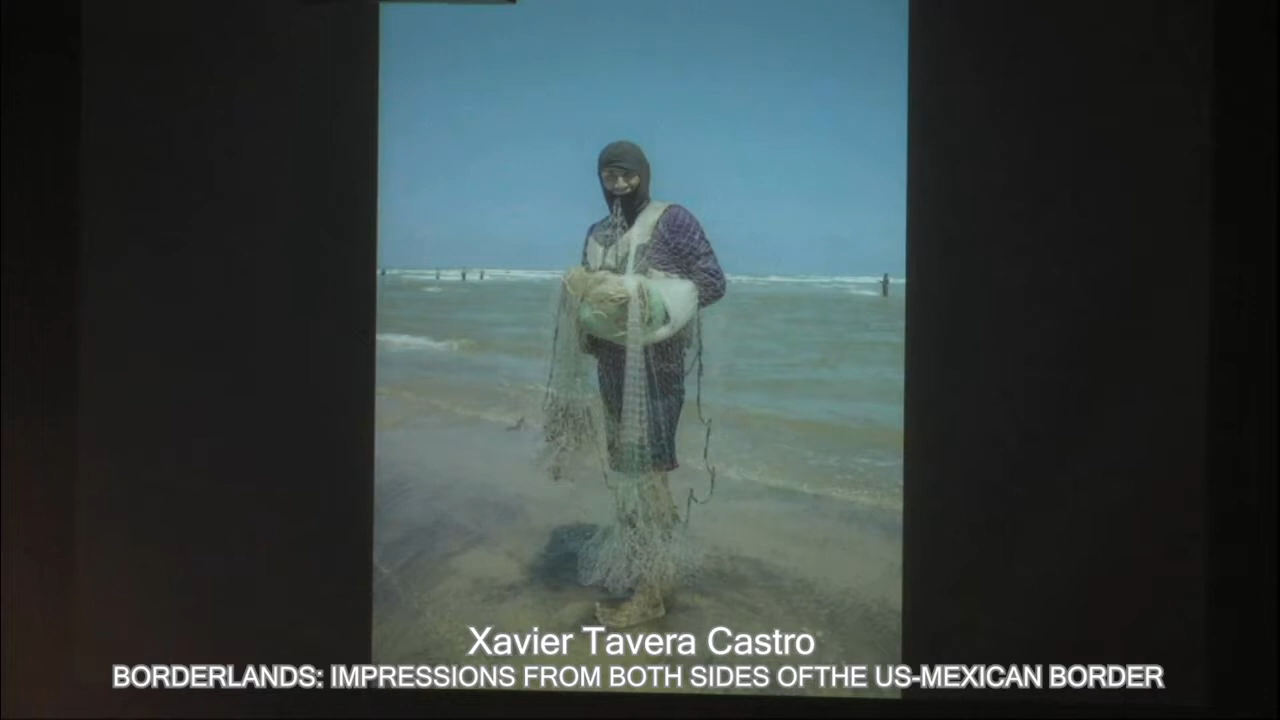 Xavier Tavera Castro
BORDERLANDS: IMPRESSIONS FROM BOTH SIDES OFTHE US-MEXICAN BORDER